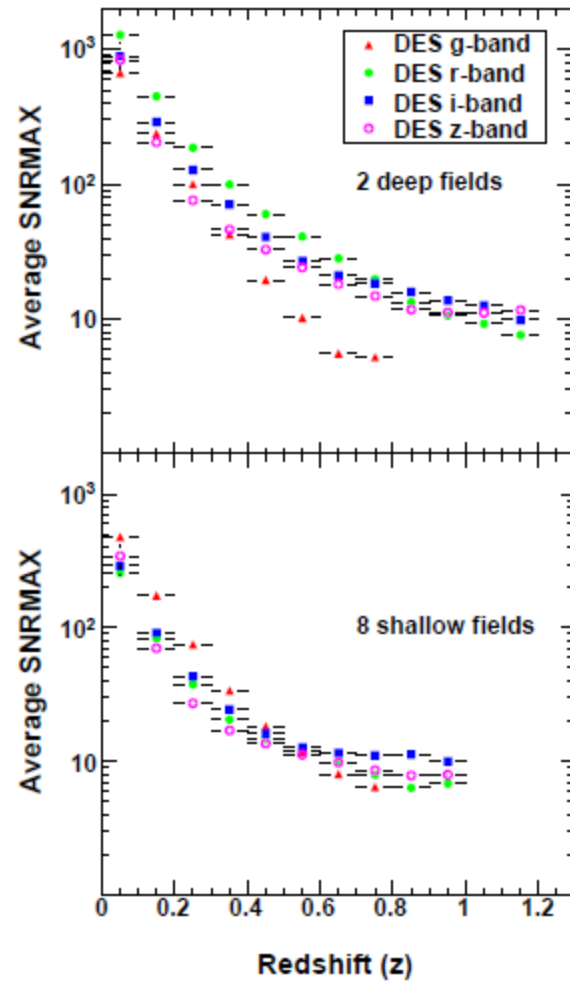 Average SNRMAX
10³
10²
10
DES g-band
DES r-band
DES i-band
DES z-band
2 deep fields
Average SNRMAX
10³
10²
10
8 shallow fields
0 0.2 0.4 0.6 0.8 1 1.2
Redshift (z)